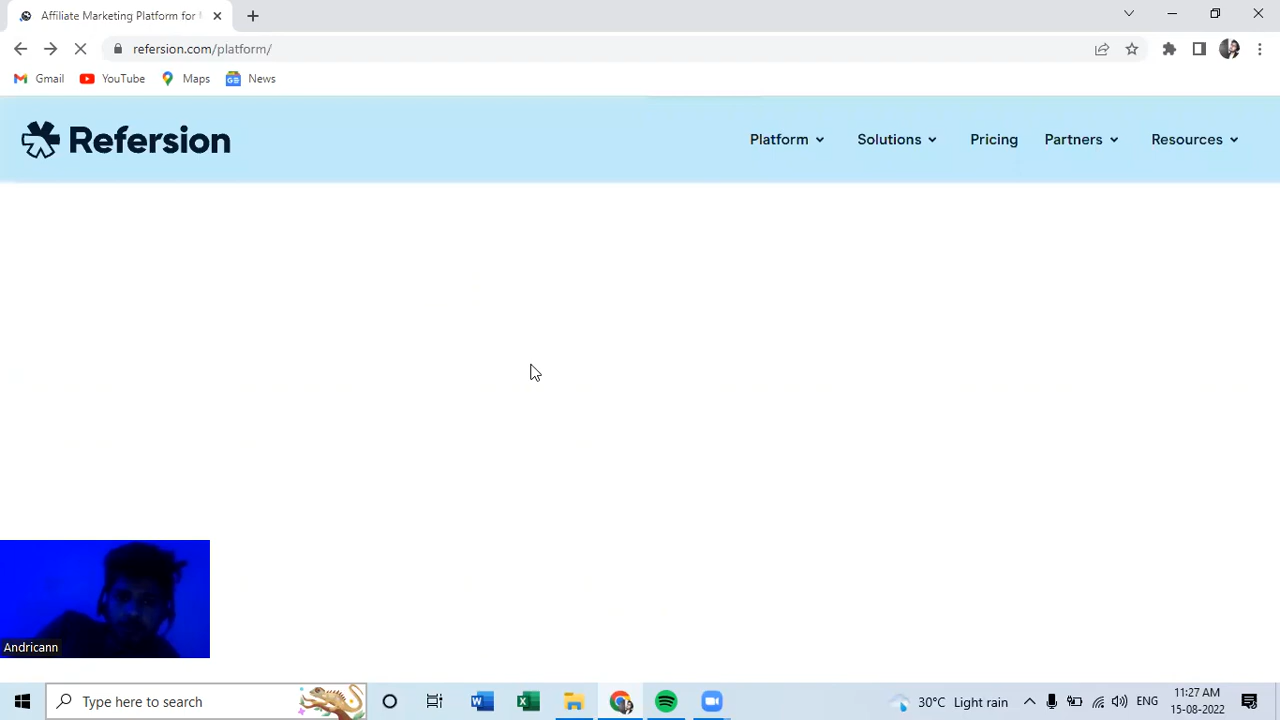 Affiliate Marketing Platform for
refersion.com/platform/
Gmail
YouTube
Maps
News
Refersion
Platform
Solutions
Pricing
Partners
Resources
Andricann
Type here to search
30°C Light rain
ENG
11:27 AM
15-08-2022